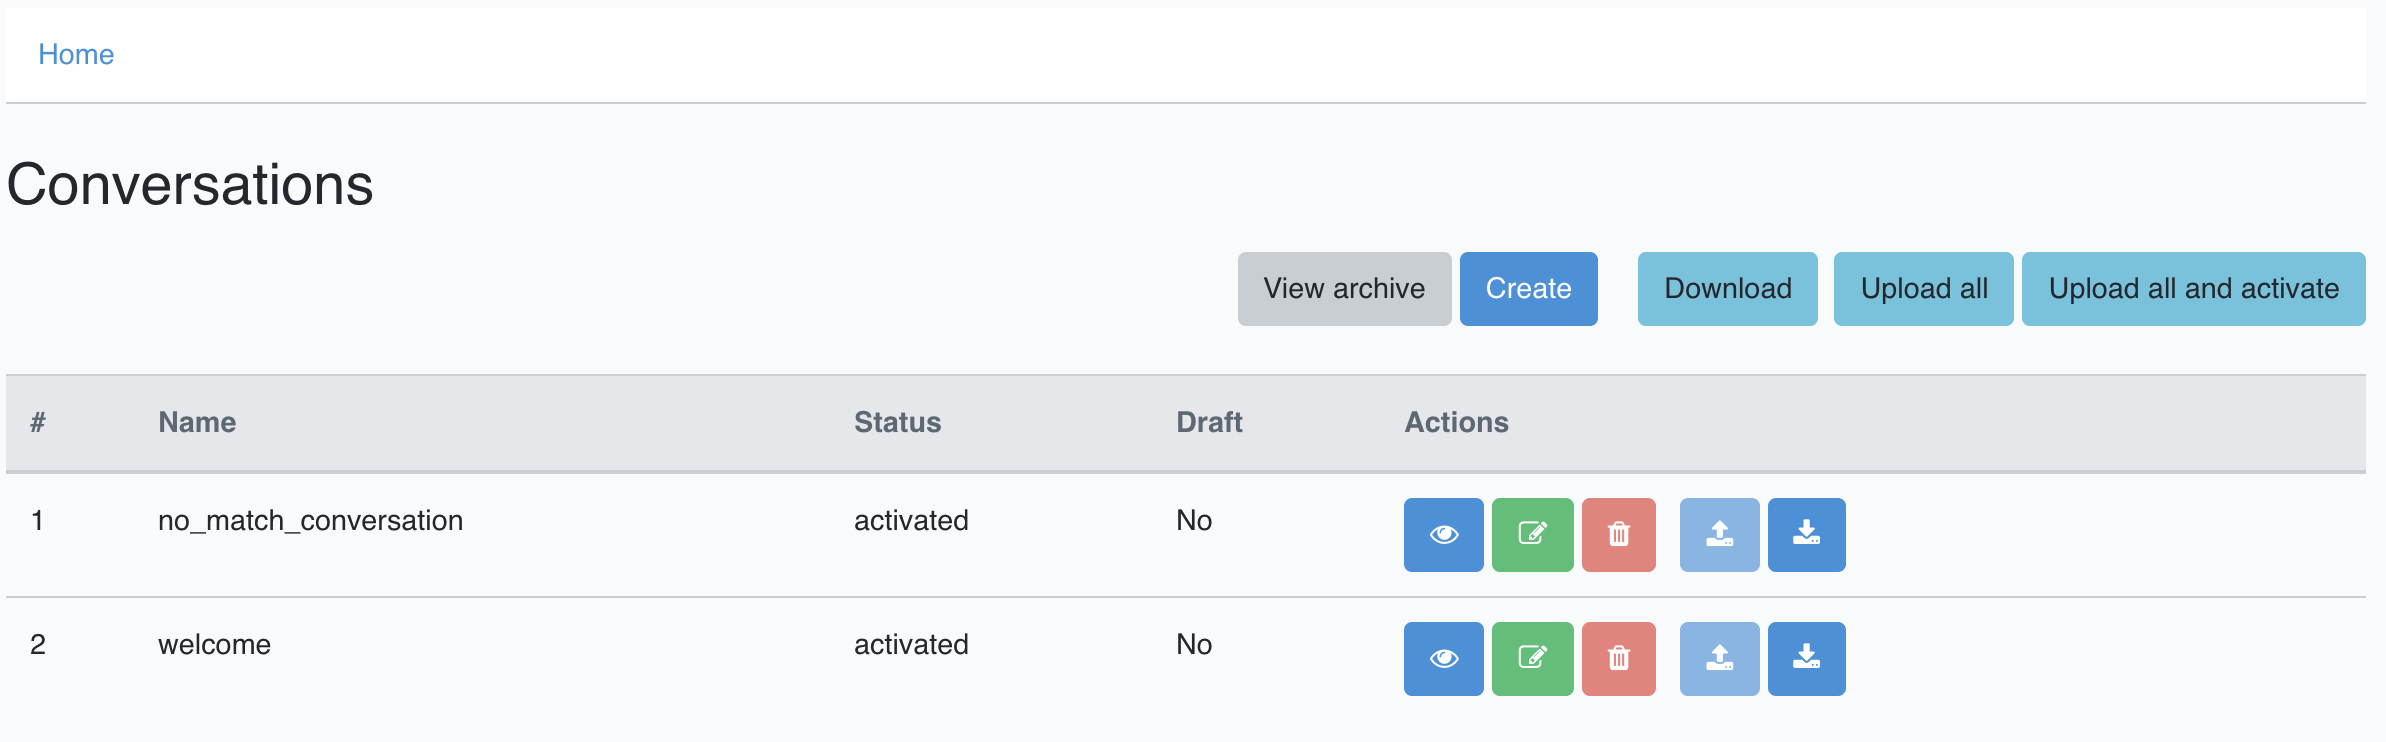 Home
Conversations
View archive Create Download Upload all Upload all and activate
# Name Status Draft Actions
1 no_match_conversation activated No
2 welcome activated No